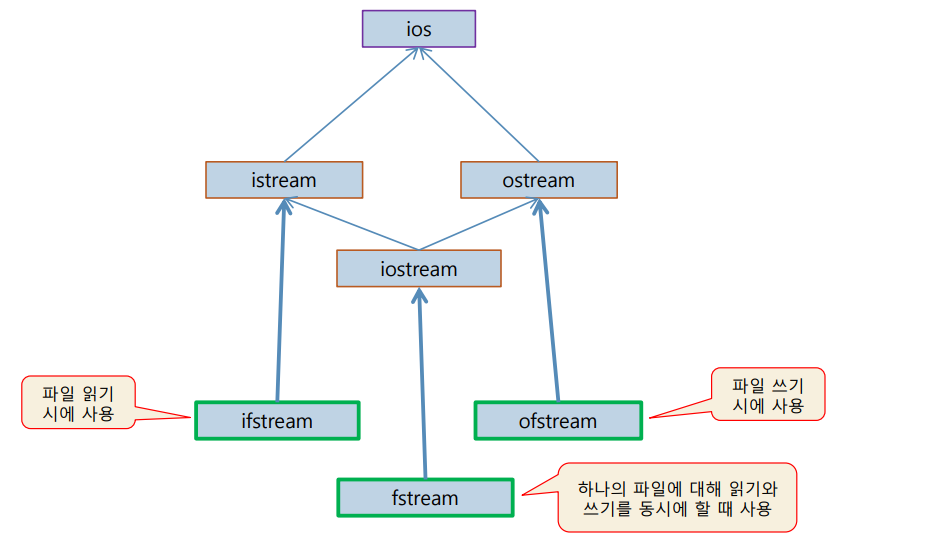 ios
istream
ostream
iostream
파일 읽기
시에 사용
파일 쓰기
시에 사용
ifstream
ofstream
fstream
하나의 파일에 대해 읽기와
쓰기를 동시에 할 때 사용